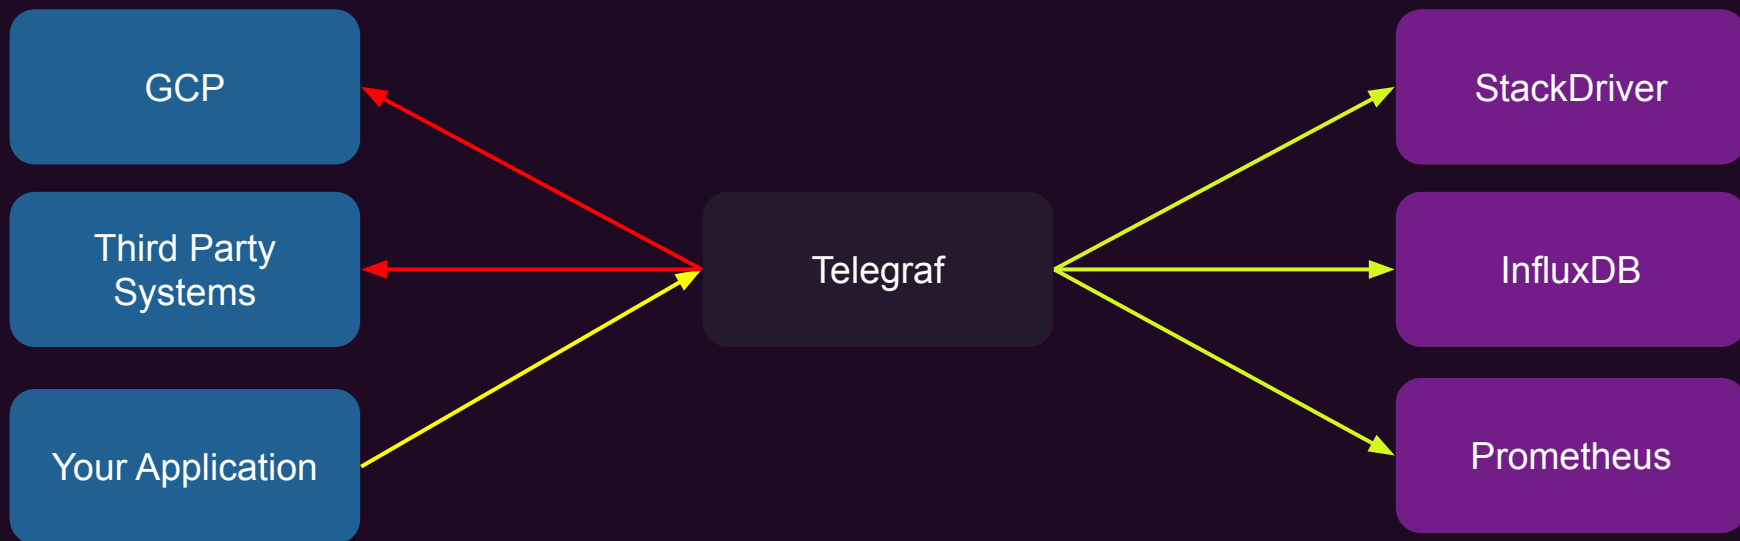 GCP
StackDriver
Third Party
Systems
Telegraf
InfluxDB
Your Application
Prometheus